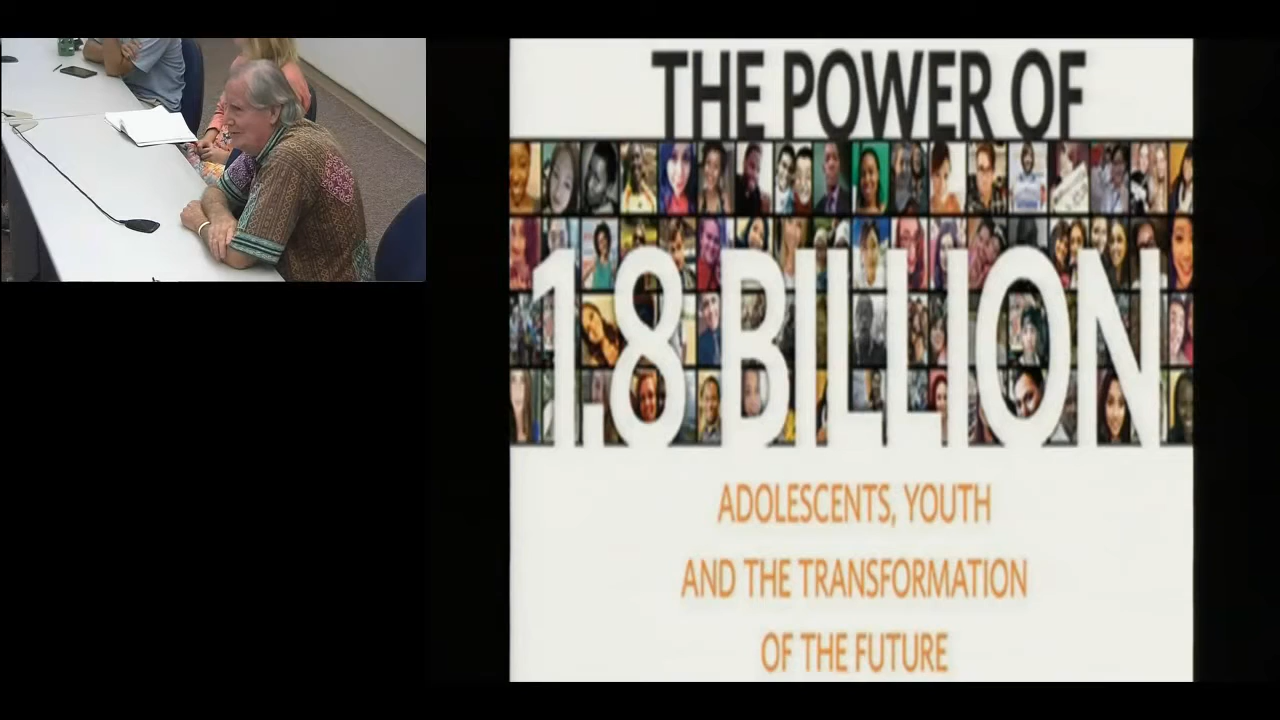 THE POWER OF
1.8 BILLION
ADOLESCENTS, YOUTH
AND THE TRANSFORMATION
OF THE FUTURE